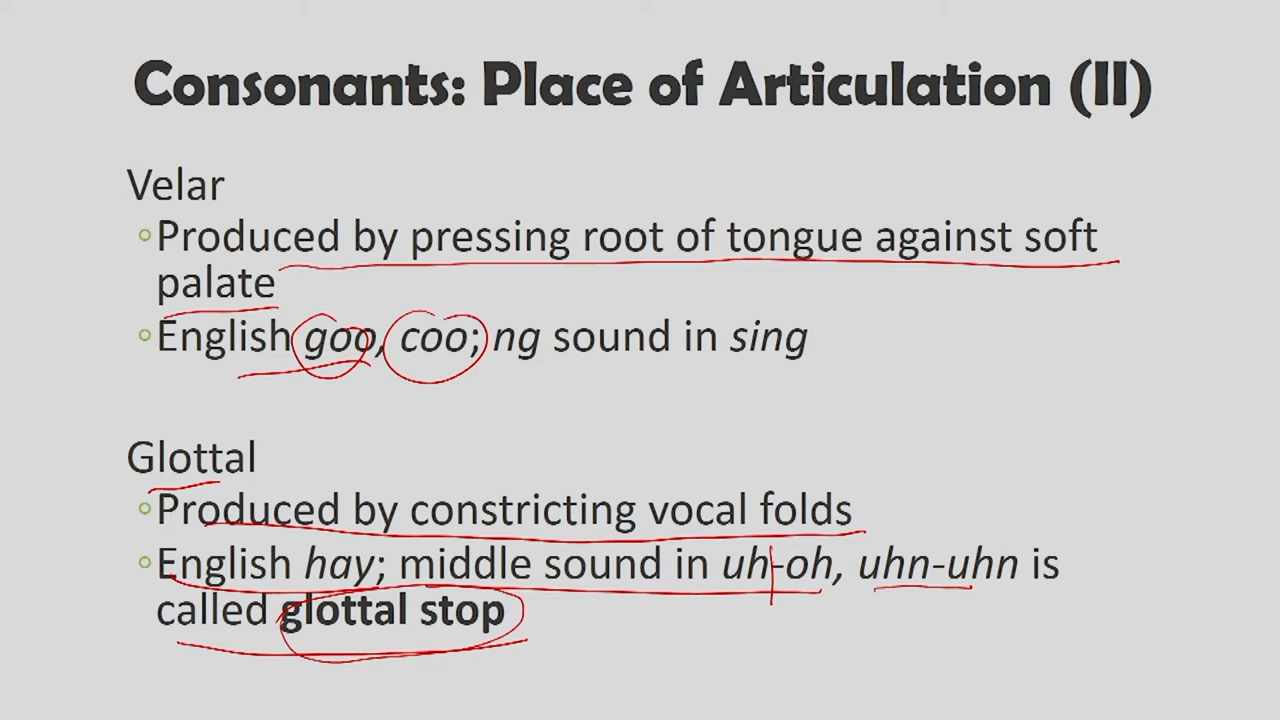 Consonants: Place of Articulation (II)
Velar
◦Produced by pressing root of tongue against soft
palate
◦English goo, coo; ng sound in sing
Glottal
◦Produced by constricting vocal folds
◦English hay; middle sound in uh-oh, uhn-uhn is
called glottal stop